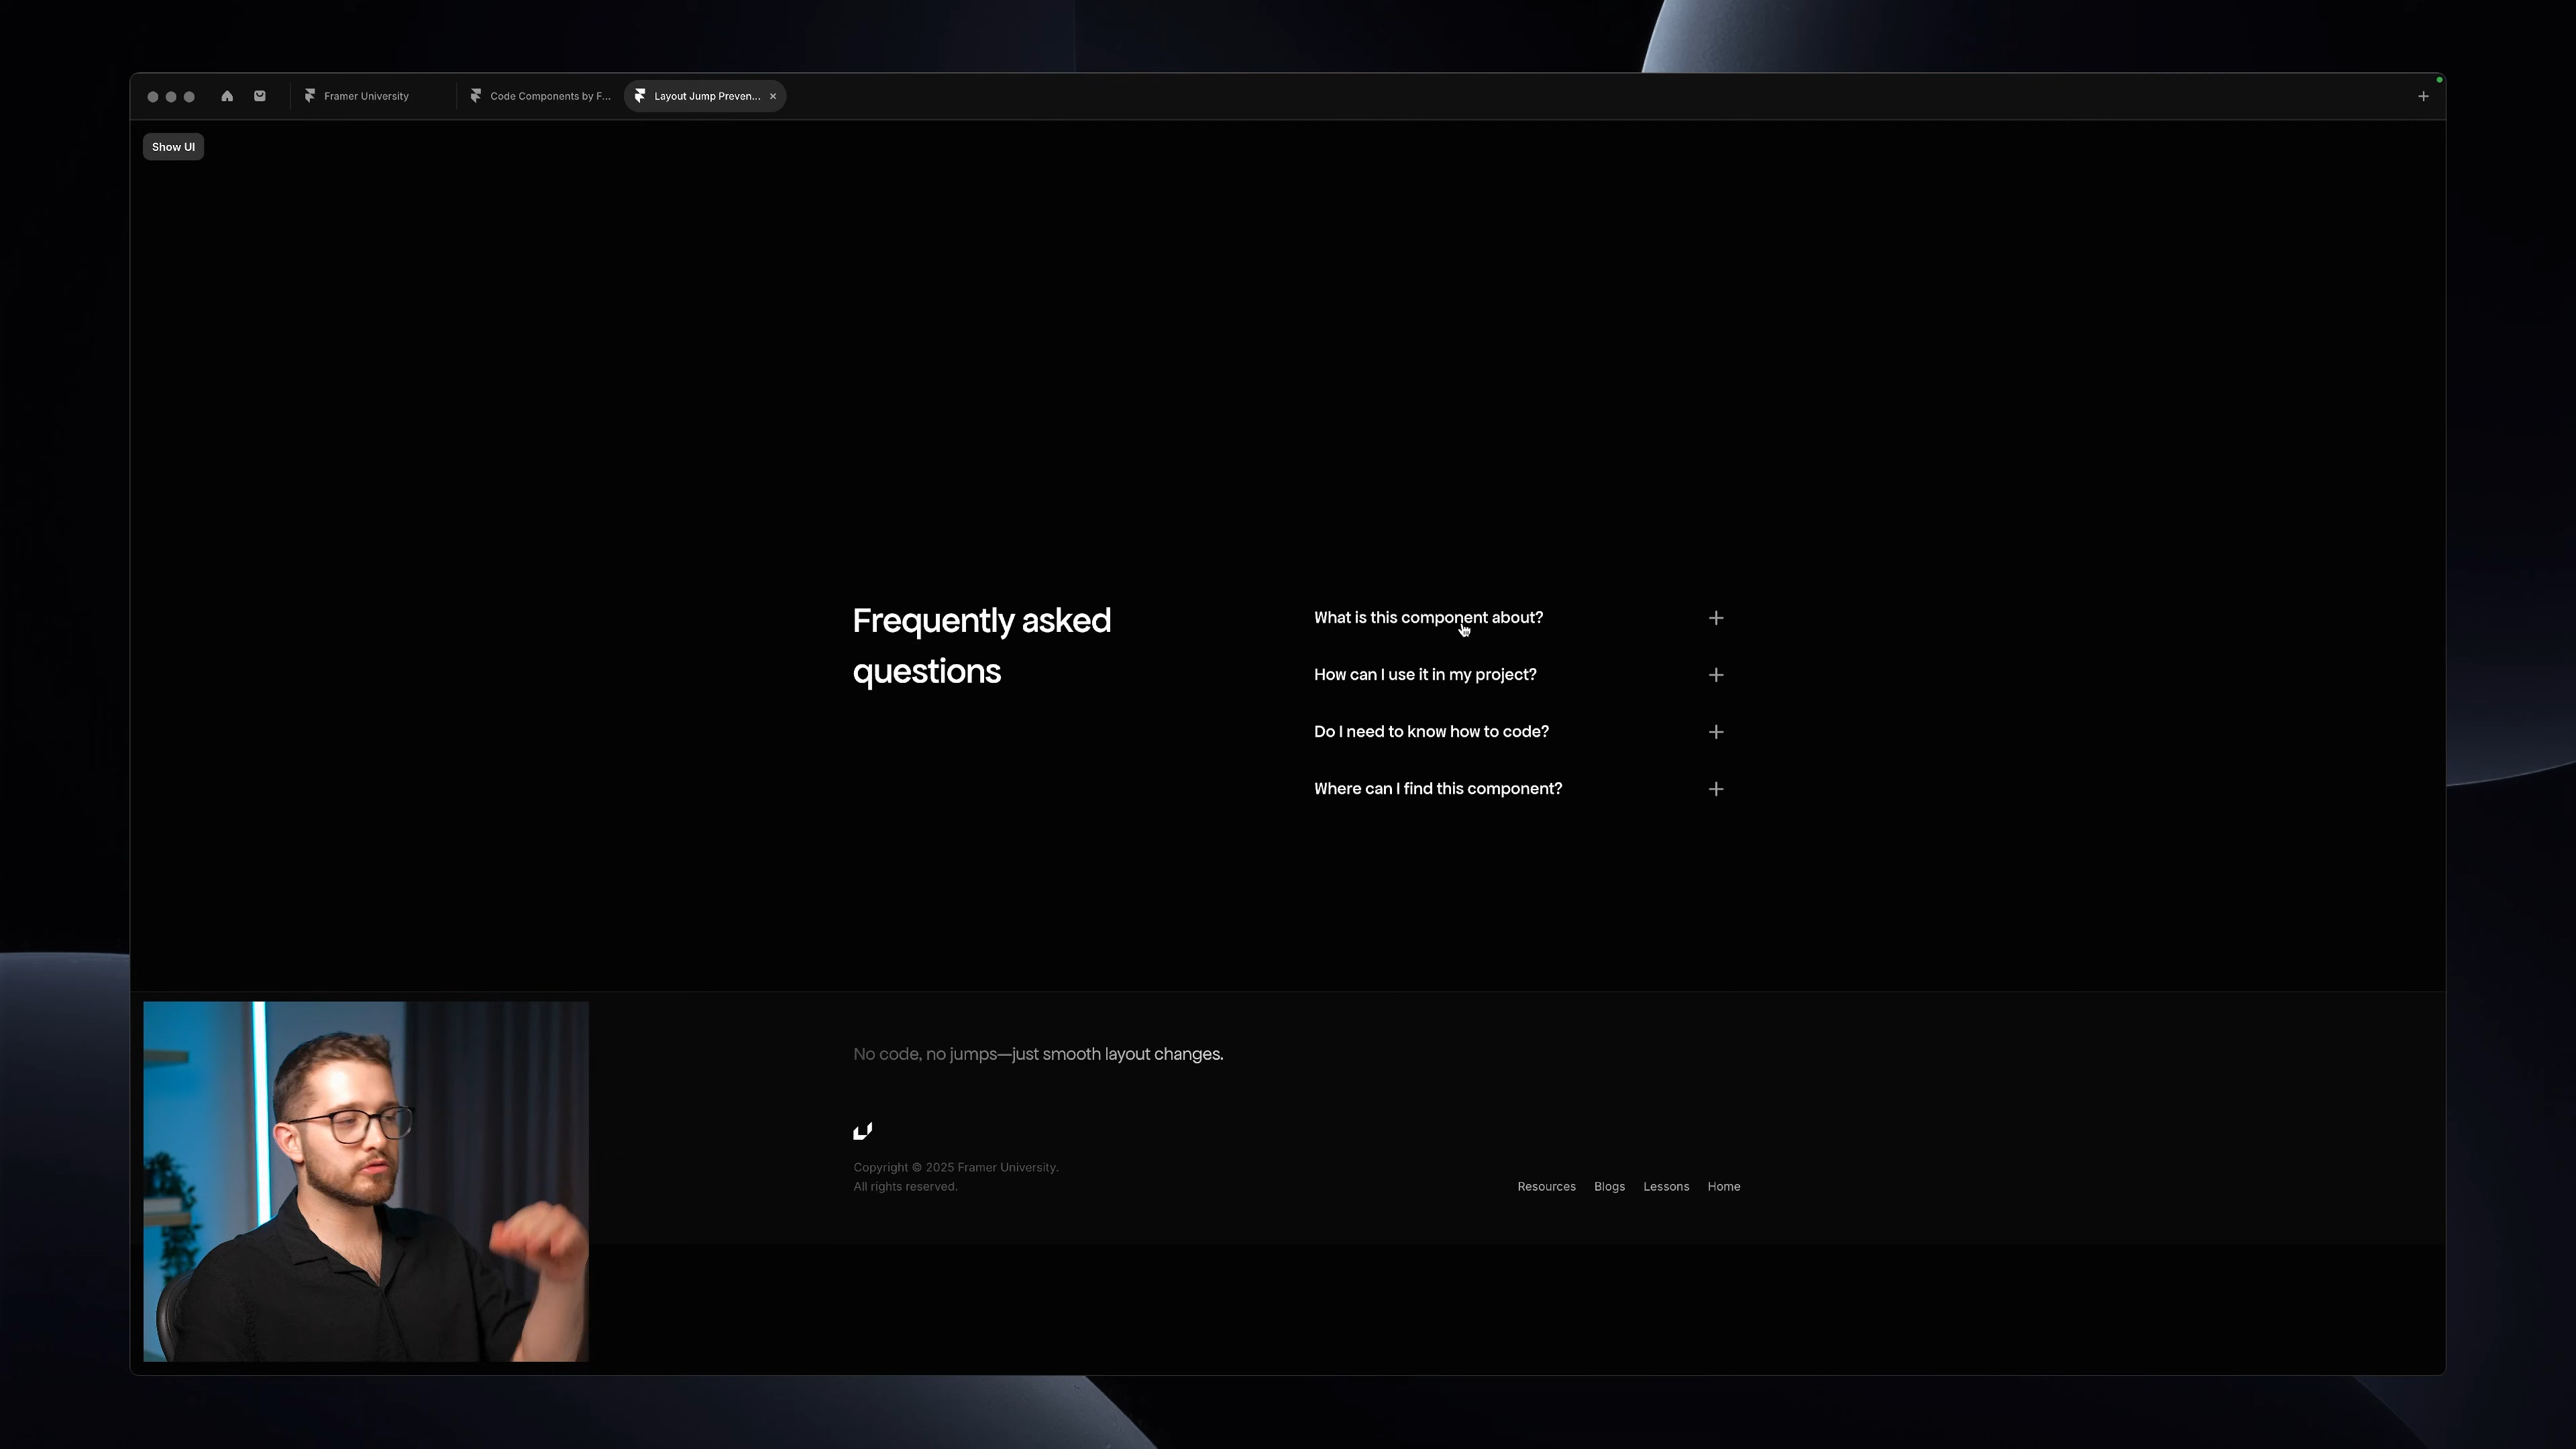 Framer University
Code Components by F...
Layout Jump Preven...
Show UI
Frequently asked
questions
What is this component about?
How can I use it in my project?
Do I need to know how to code?
Where can I find this component?
No code, no jumps—just smooth layout changes.
Copyright © 2025 Framer University.
All rights reserved.
Resources Blogs Lessons Home